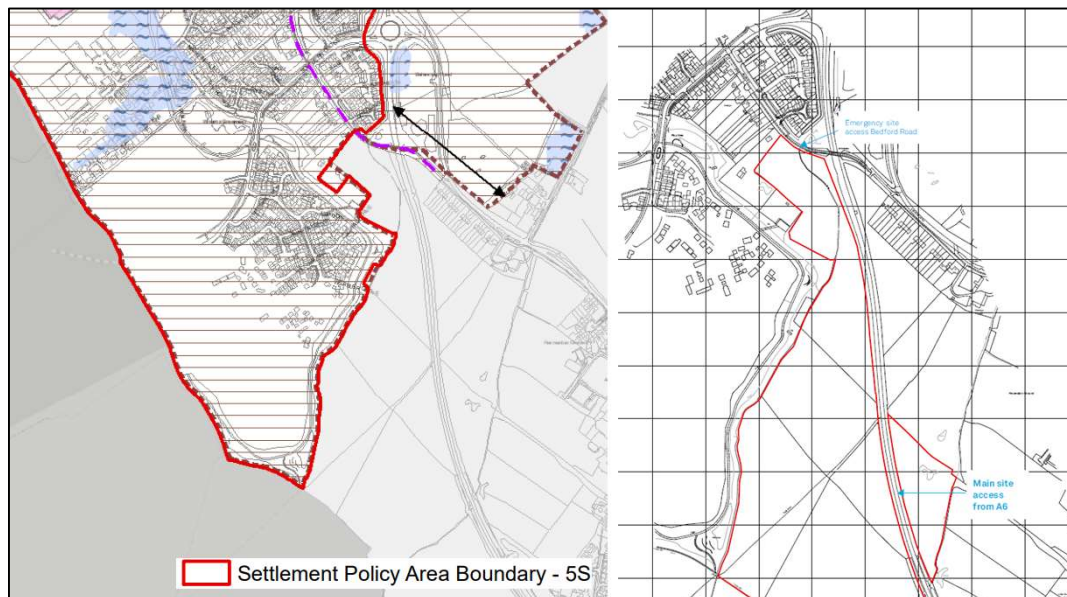 Settlement Policy Area Boundary - 5S
Emergency site
access Bedford Road
Main site
access
from A6